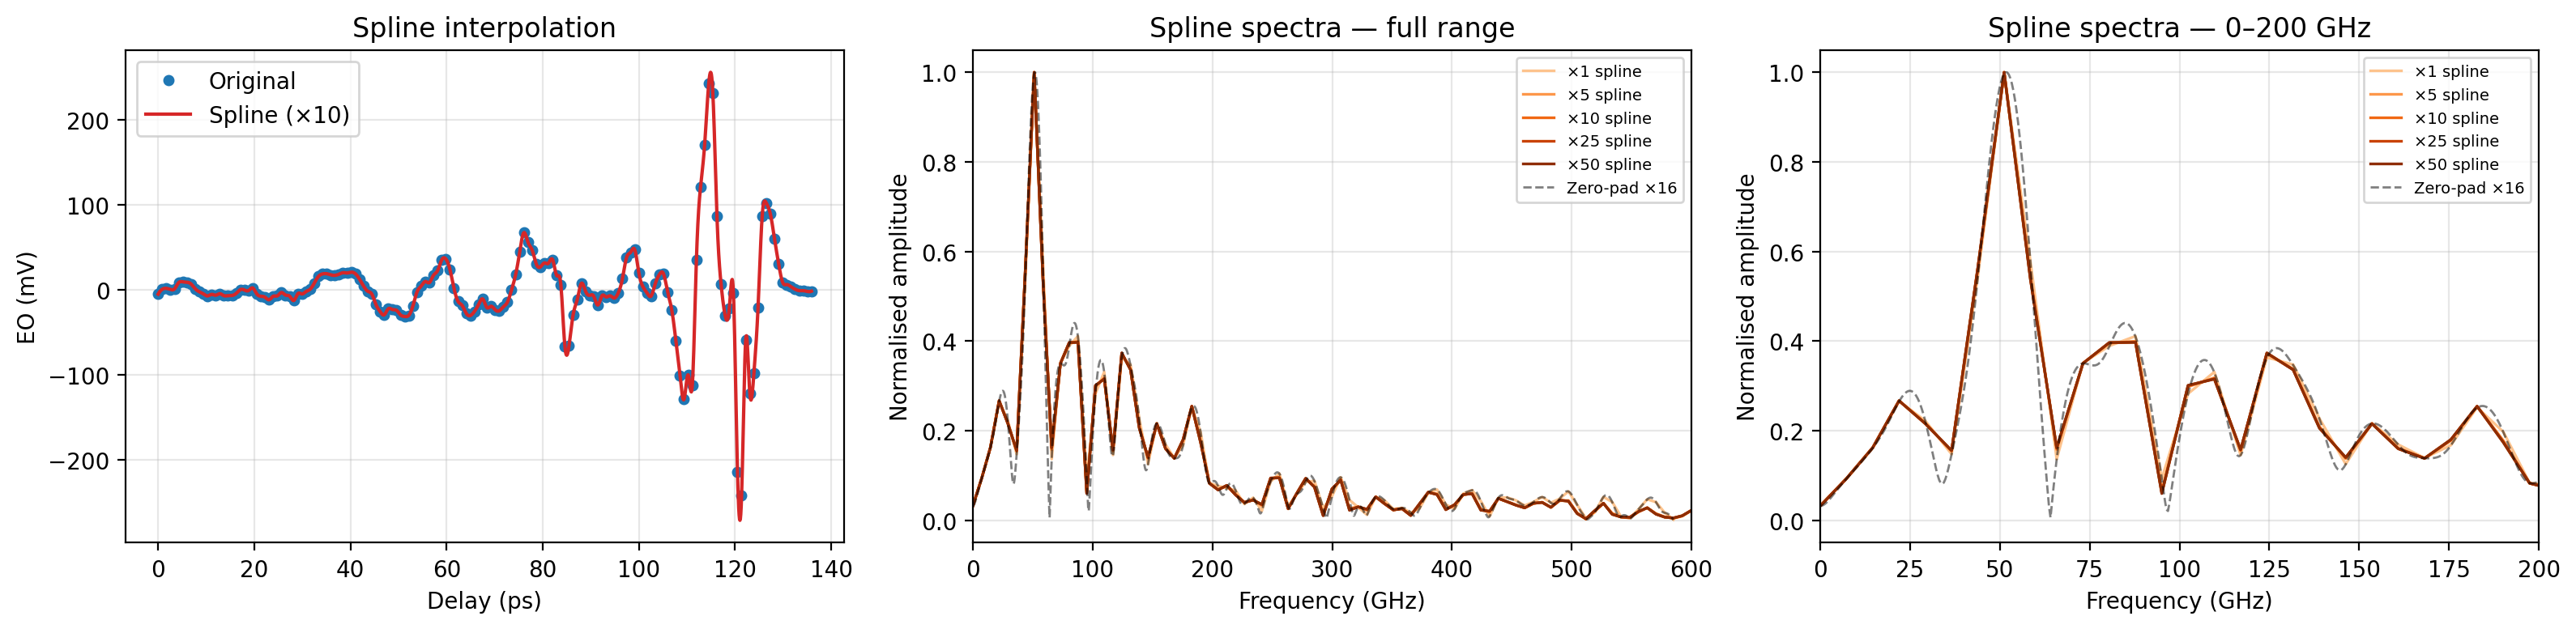 Spline interpolation
Original
Spline (×10)
EO (mV)
200
100
0
−100
−200
0 20 40 60 80 100 120 140
Delay (ps)
Spline spectra — full range
×1 spline
×5 spline
×10 spline
×25 spline
×50 spline
Zero-pad ×16
Normalised amplitude
1.0
0.8
0.6
0.4
0.2
0.0
0 100 200 300 400 500 600
Frequency (GHz)
Spline spectra — 0–200 GHz
×1 spline
×5 spline
×10 spline
×25 spline
×50 spline
Zero-pad ×16
Normalised amplitude
1.0
0.8
0.6
0.4
0.2
0.0
0 25 50 75 100 125 150 175 200
Frequency (GHz)